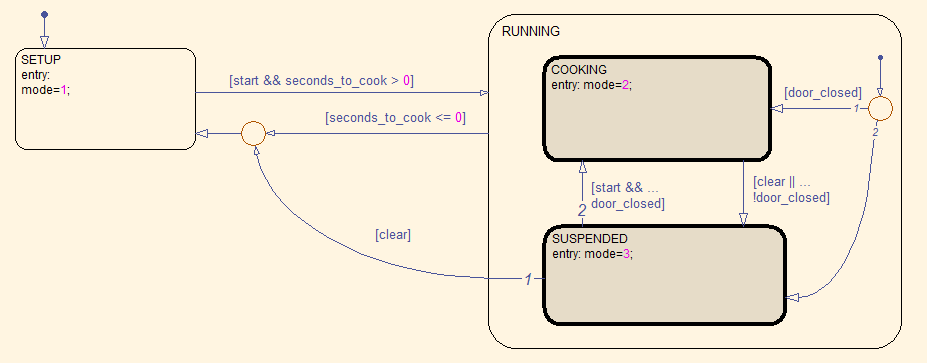 SETUP
entry:
mode=1;
[start && seconds_to_cook > 0]
[seconds_to_cook <= 0]
[clear]
RUNNING
COOKING
entry: mode=2;
[door_closed]
1
2
[start && ...
door_closed]
2
[clear || ...
!door_closed]
SUSPENDED
entry: mode=3;
1